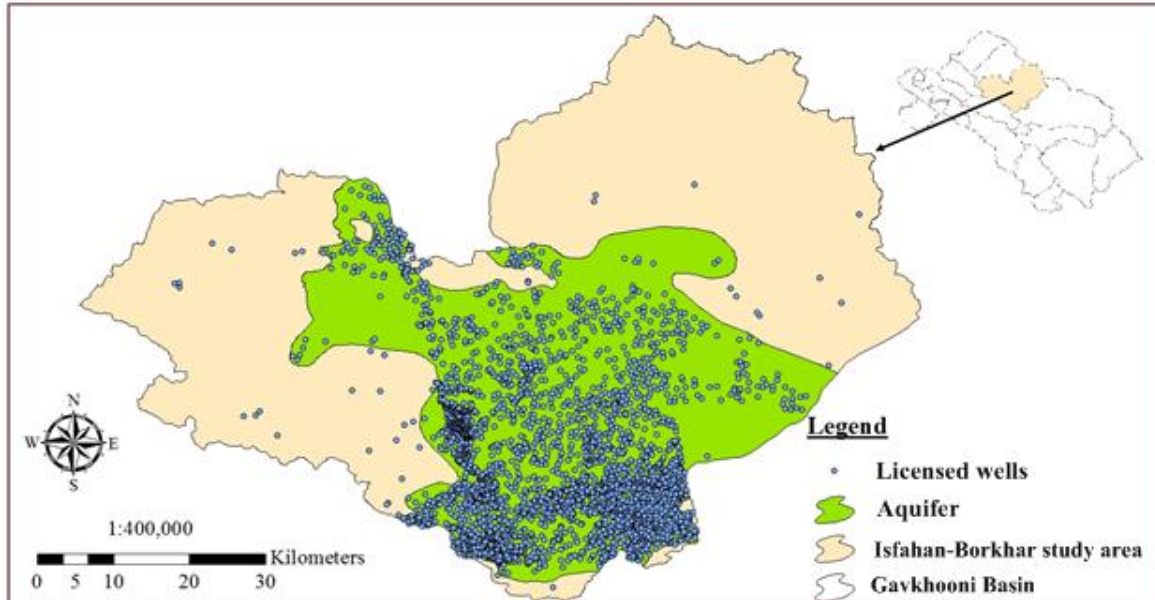 N
W E
S
1:400,000
Kilometers
0 5 10 20 30
Legend
Licensed wells
Aquifer
Isfahan-Borkhar study area
Gavkhooni Basin